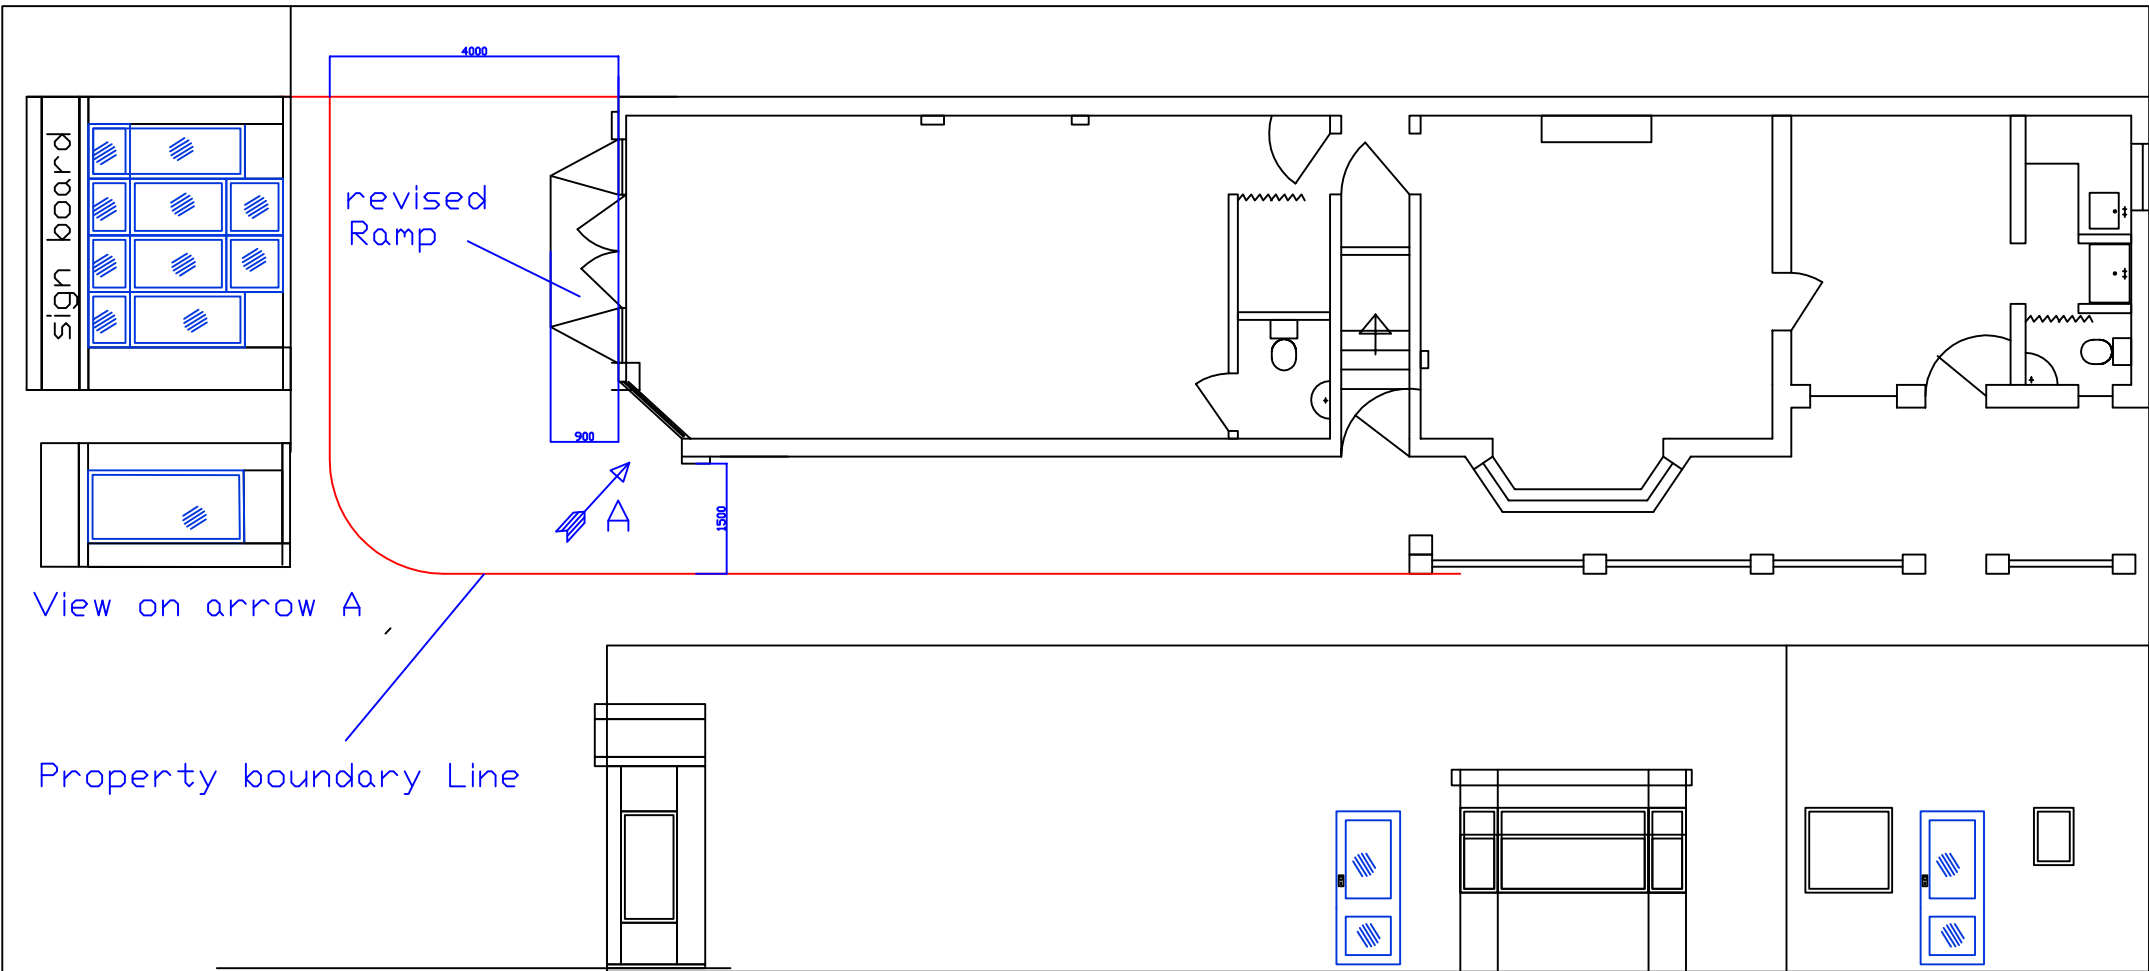 4000
sign board
revised
Ramp
900
A
1500
View on arrow A
Property boundary Line